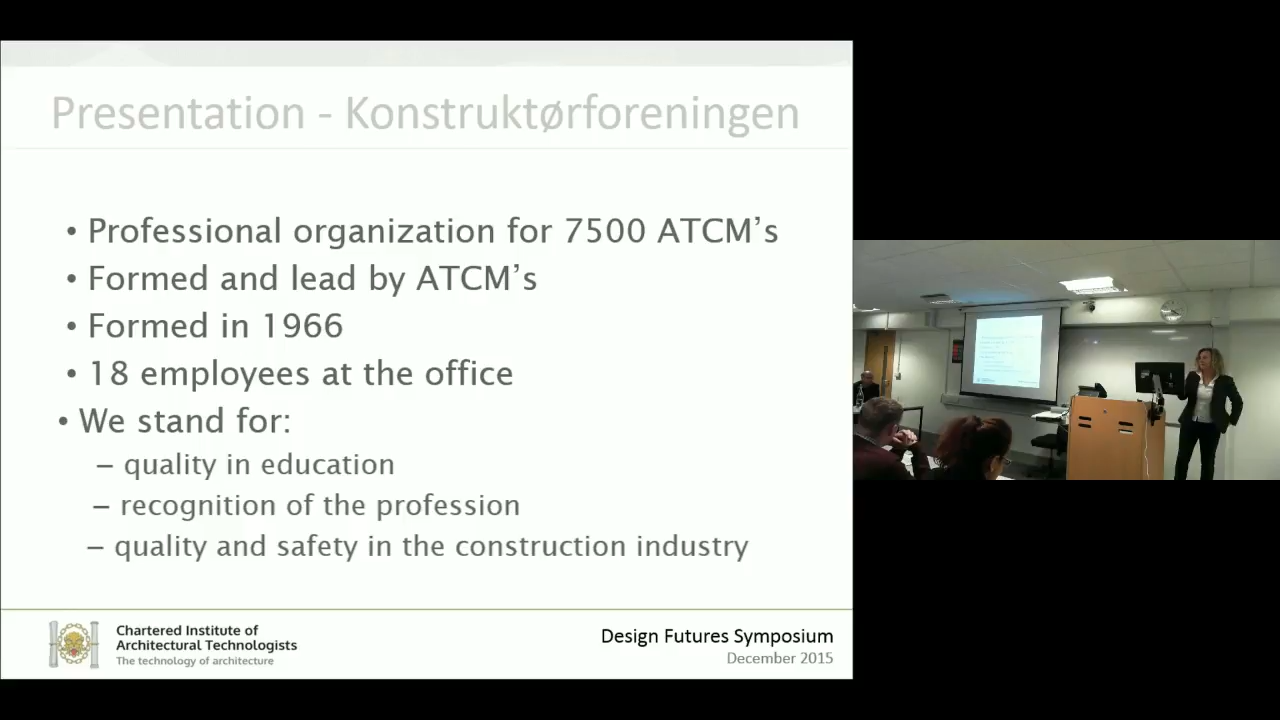 Presentation - Konstruktørforeningen
• Professional organization for 7500 ATCM's
• Formed and lead by ATCM's
• Formed in 1966
• 18 employees at the office
• We stand for:
– quality in education
– recognition of the profession
– quality and safety in the construction industry
Chartered Institute of
Architectural Technologists
The technology of architecture
Design Futures Symposium
December 2015